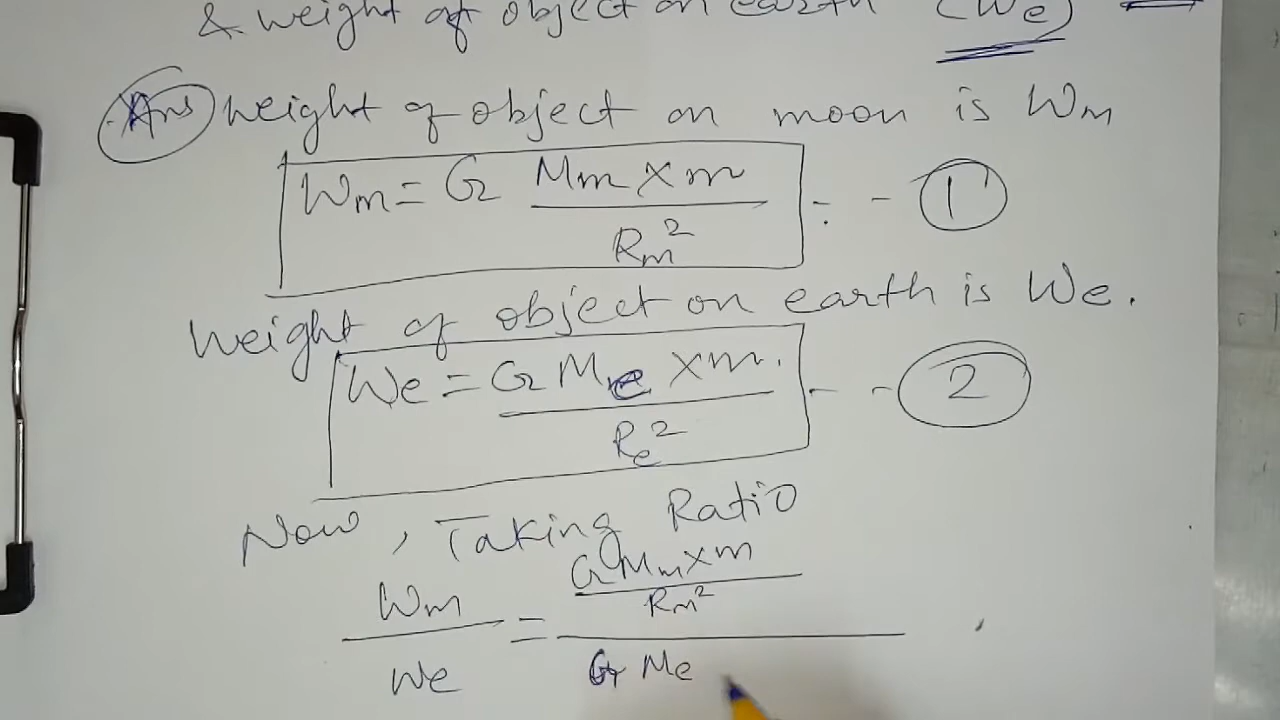 & weight of object on earth (We)
Ans weight of object on moon is Wm
Wm = G Mm x m / Rm² - - 1
Weight of object on earth is We.
We = G Me x m. / Re² - - 2
Now, Taking Ratio
Wm / We = G Mm x m / Rm² / G Me